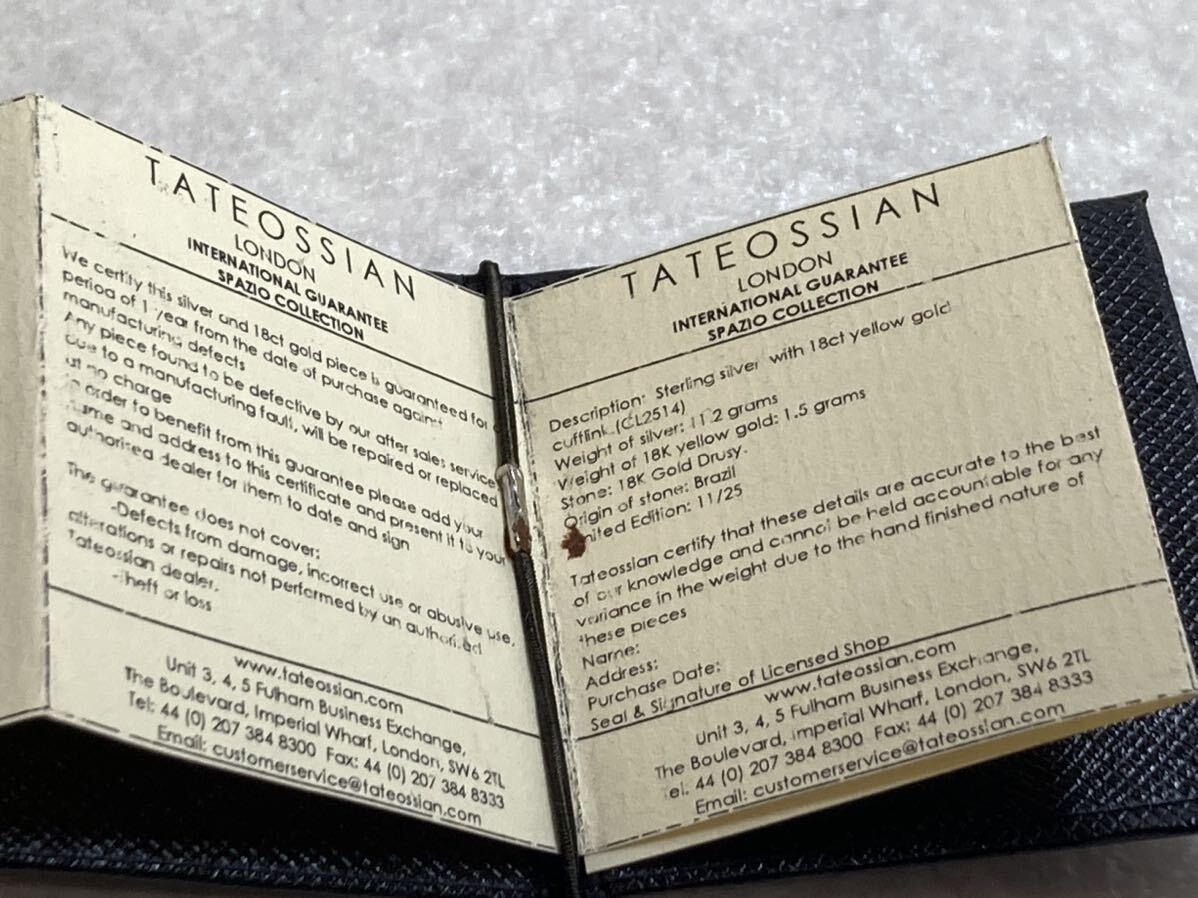 TATEOSSIAN
LONDON
INTERNATIONAL GUARANTEE
SPAZIO COLLECTION
We certify this silver and 18ct gold piece is guaranteed for a
period of 1 year from the date of purchase against
manufacturing defects
Any piece found to be defective by our after sales service
due to a manufacturing fault, will be repaired or replaced
at no charge
In order to benefit from this guarantee please add your
name and address to this certificate and present it to your
authorised dealer for them to date and sign
The guarantee does not cover:
-Defects from damage, incorrect use or abusive use,
alterations or repairs not performed by an authorised
Tateossian dealer,
-Theft or loss
www.tateossian.com
Unit 3, 4, 5 Fulham Business Exchange,
The Boulevard, Imperial Wharf, London, SW6 2TL
Tel: 44 (0) 207 384 8300 Fax: 44 (0) 207 384 8333
Email: customerservice@tateossian.com
TATEOSSIAN
LONDON
INTERNATIONAL GUARANTEE
SPAZIO COLLECTION
Description: Sterling silver with 18ct yellow gold
cufflink (CL2514)
Weight of silver: 11.2 grams
Weight of 18K yellow gold: 1.5 grams
Stone: 18K Gold Drusy
Origin of stone: Brazil
Limited Edition: 11/25
Tateossian certify that these details are accurate to the best
of our knowledge and cannot be held accountable for any
variance in the weight due to the hand finished nature of
these pieces
Name:
Address:
Purchase Date:
Seal & Signature of Licensed Shop
www.tateossian.com
Unit 3, 4, 5 Fulham Business Exchange,
The Boulevard, Imperial Wharf, London, SW6 2TL
Tel: 44 (0) 207 384 8300 Fax: 44 (0) 207 384 8333
Email: customerservice@tateossian.com